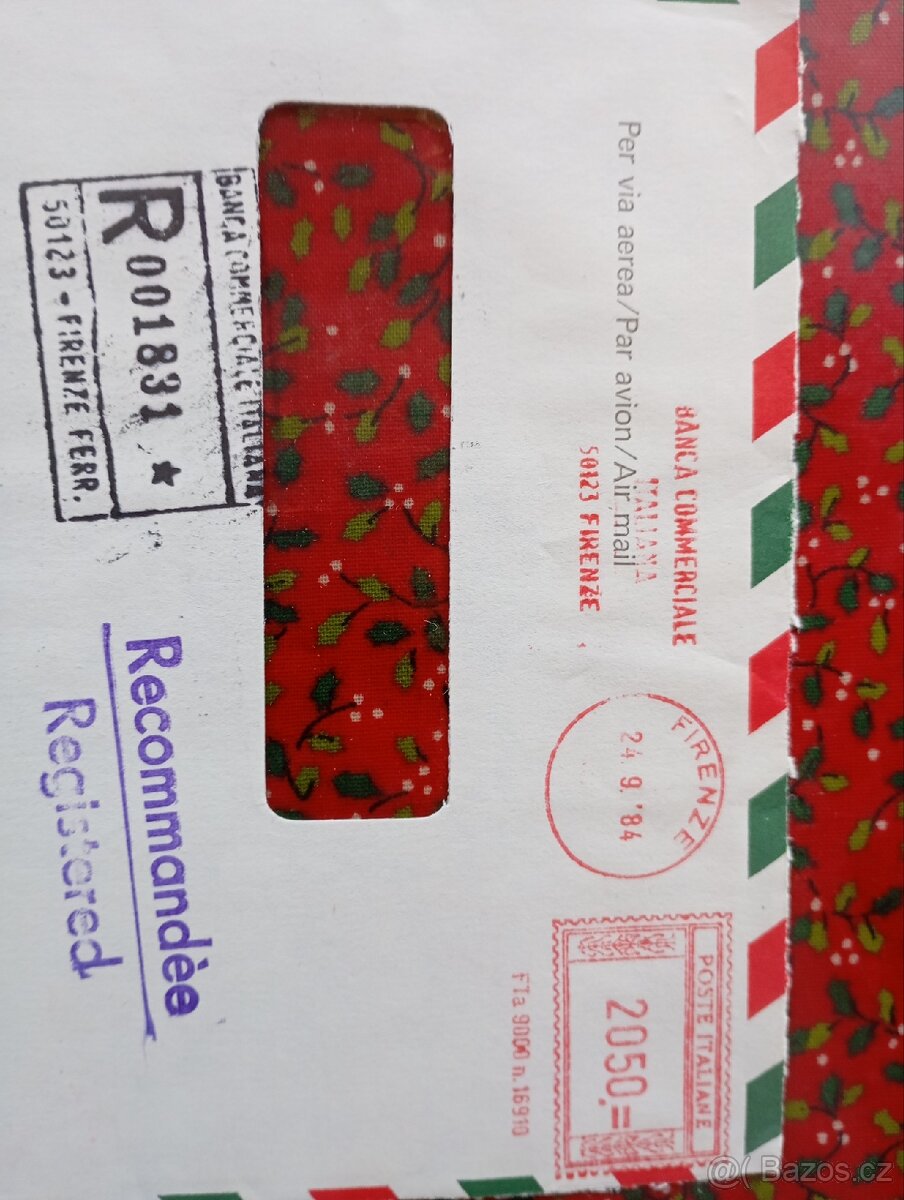 BANCA COMMERCIALE
ITALIANA
50123 FIRENZE
FIRENZE
24.9.'84
POSTE ITALIANE
2050.=
F1a 9000 n.16910
Per via aerea/Par avion/Air mail
BANCA COMMERCIALE ITALIANA
R 001831 ★
50123 - FIRENZE FERR.
Recommandèe
Registered
@( Bazos.cz